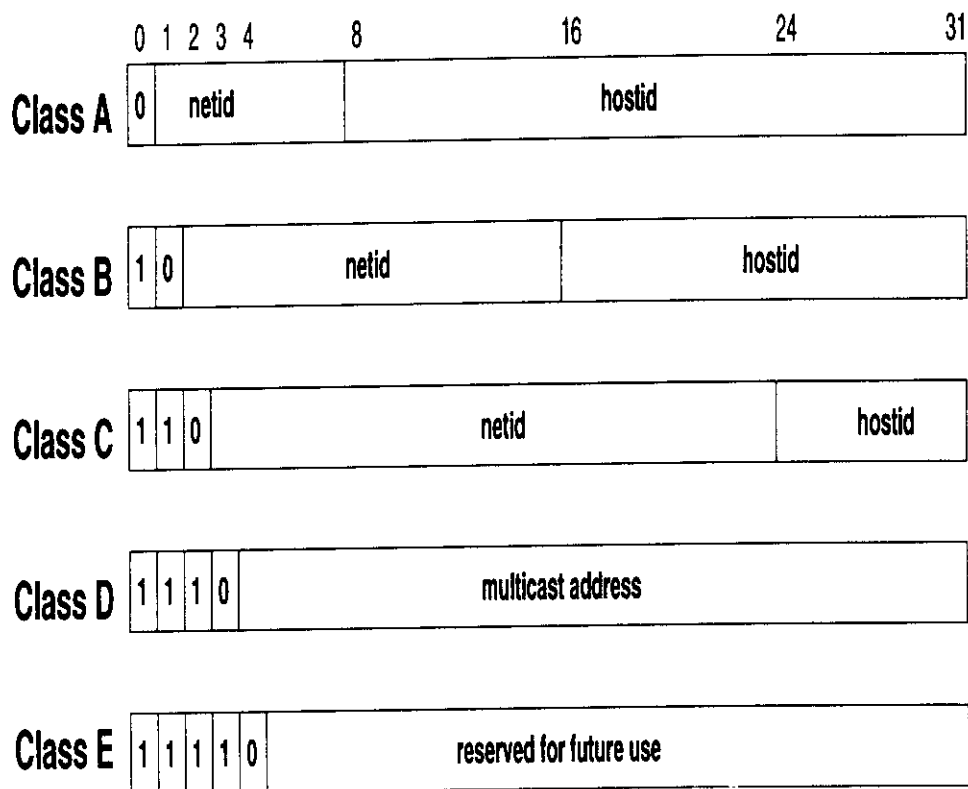 0 1 2 3 4 8 16 24 31
Class A 0 netid hostid
Class B 1 0 netid hostid
Class C 1 1 0 netid hostid
Class D 1 1 1 0 multicast address
Class E 1 1 1 1 0 reserved for future use